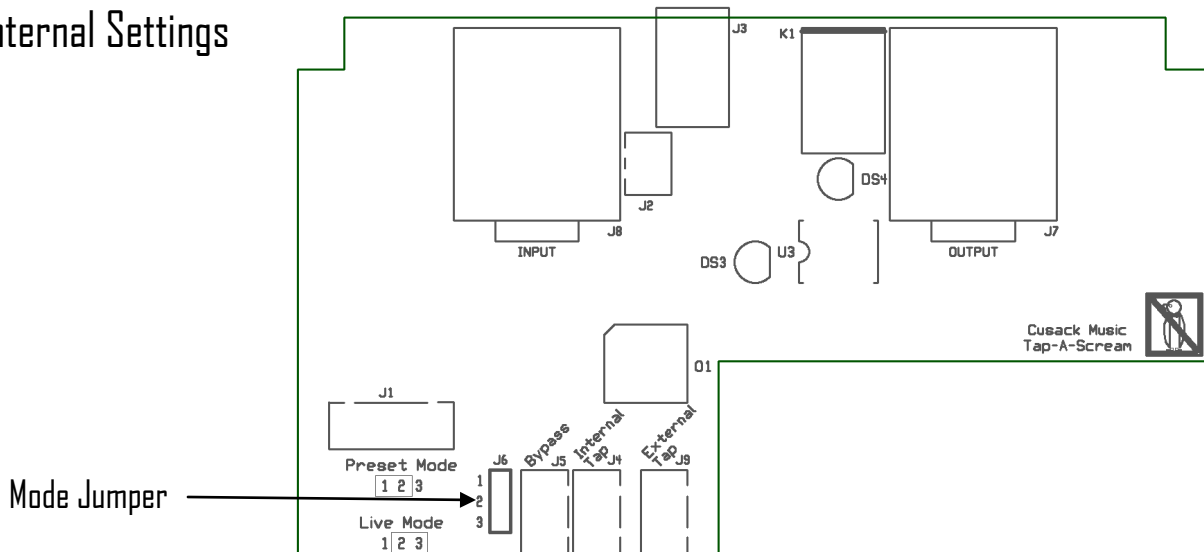 nternal Settings
J3
K1
DS4
J2
J8
J7
INPUT
DS3
U3
OUTPUT
Cusack Music
Tap-A-Scream
O1
J1
Bypass
Internal
Tap
External
Tap
J6
J5
J4
J9
Preset Mode
1 2 3
1
2
3
Mode Jumper
Live Mode
1 2 3